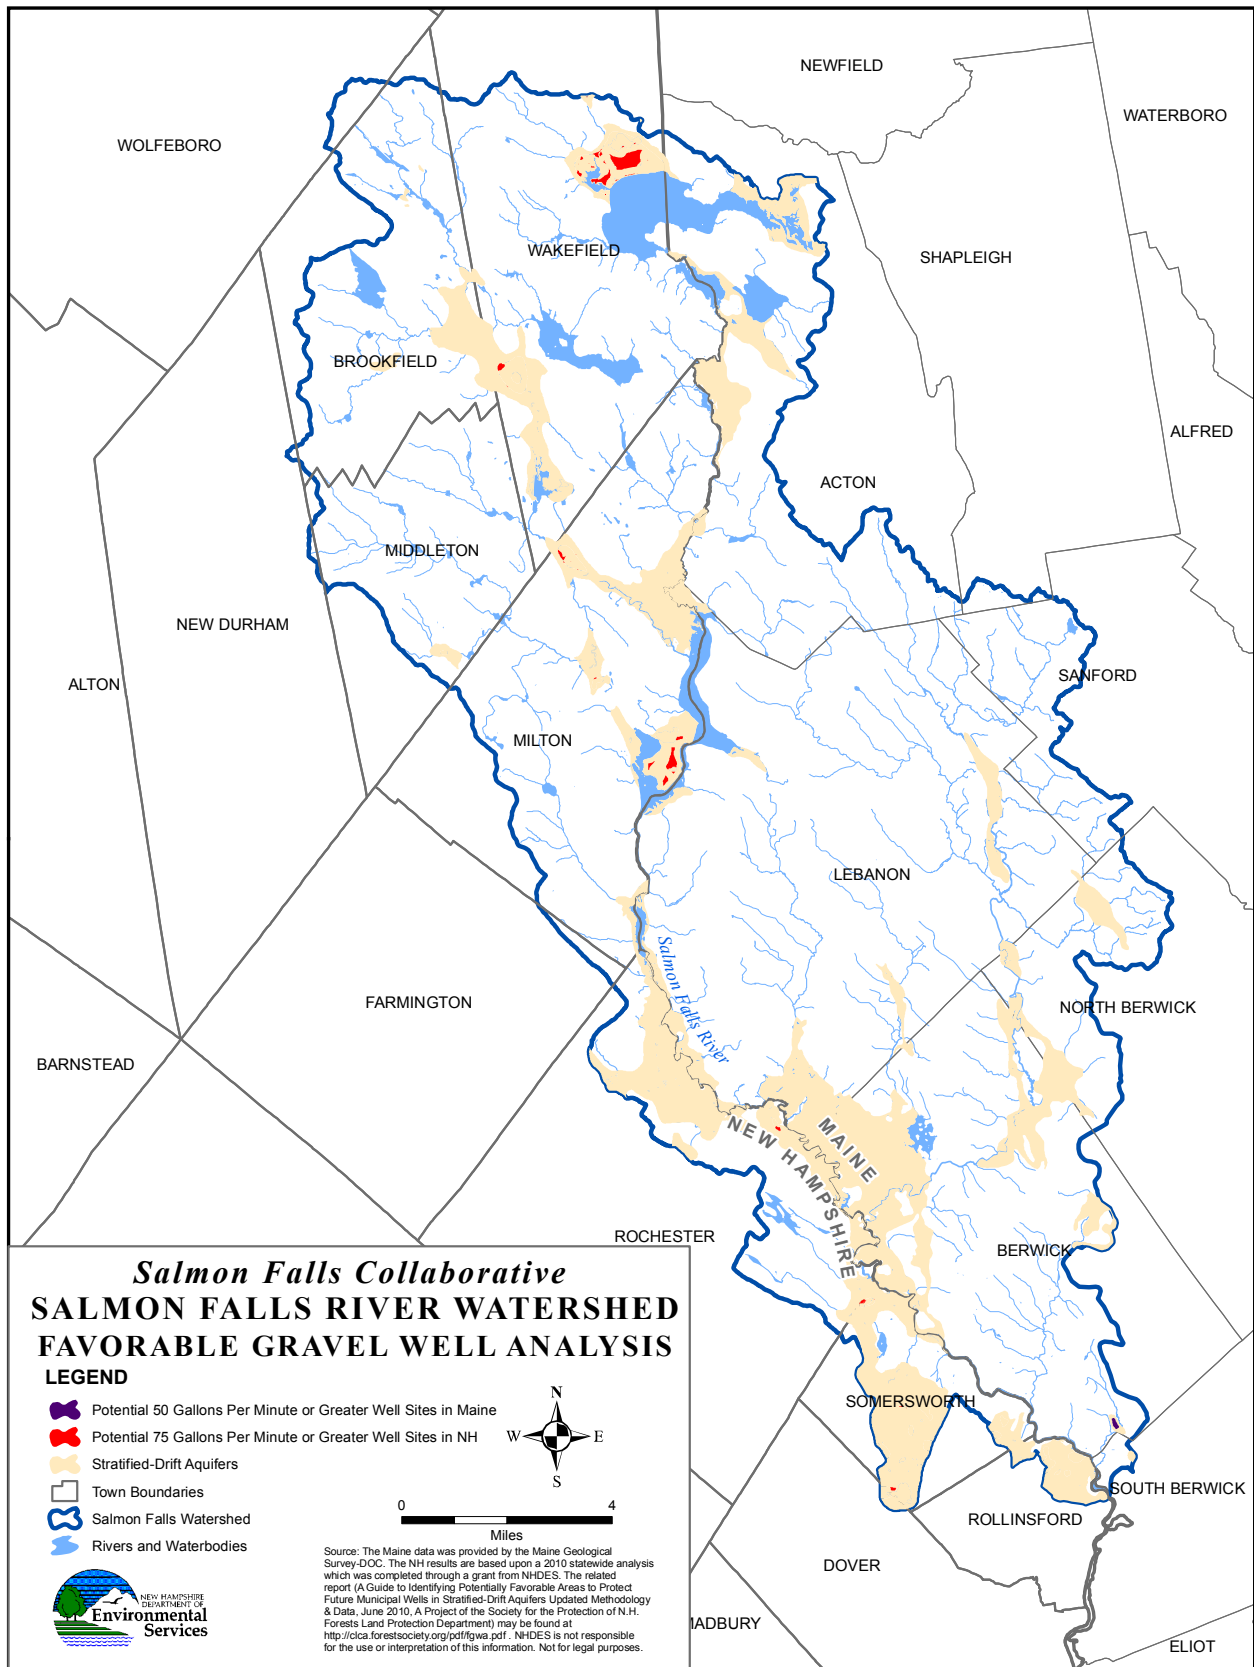 NEWFIELD
WATERBORO
WOLFEBORO
WAKEFIELD
SHAPLEIGH
BROOKFIELD
ALFRED
ACTON
MIDDLETON
NEW DURHAM
SANFORD
ALTON
MILTON
LEBANON
Salmon Falls River
FARMINGTON
NORTH BERWICK
BARNSTEAD
MAINE
NEW HAMPSHIRE
ROCHESTER
BERWICK
SOMERSWORTH
SOUTH BERWICK
ROLLINSFORD
DOVER
MADBURY
ELIOT
Salmon Falls Collaborative
SALMON FALLS RIVER WATERSHED
FAVORABLE GRAVEL WELL ANALYSIS
LEGEND
Potential 50 Gallons Per Minute or Greater Well Sites in Maine
Potential 75 Gallons Per Minute or Greater Well Sites in NH
Stratified-Drift Aquifers
Town Boundaries
Salmon Falls Watershed
Rivers and Waterbodies
N
W E
S
0 4
Miles
Source: The Maine data was provided by the Maine Geological
Survey-DOC. The NH results are based upon a 2010 statewide analysis
which was completed through a grant from NHDES. The related
report (A Guide to Identifying Potentially Favorable Areas to Protect
Future Municipal Wells in Stratified-Drift Aquifers Updated Methodology
& Data, June 2010, A Project of the Society for the Protection of N.H.
Forests Land Protection Department) may be found at
http://clca.forestsociety.org/pdf/fgwa.pdf . NHDES is not responsible
for the use or interpretation of this information. Not for legal purposes.
NEW HAMPSHIRE
DEPARTMENT OF
Environmental
Services